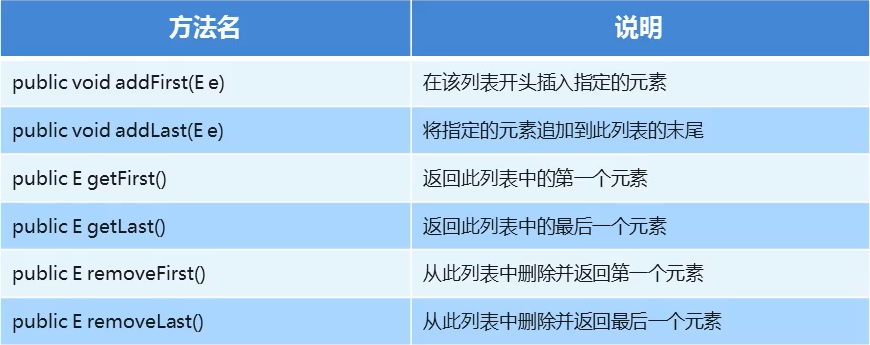 方法名 说明
public void addFirst(E e) 在该列表开头插入指定的元素
public void addLast(E e) 将指定的元素追加到此列表的末尾
public E getFirst() 返回此列表中的第一个元素
public E getLast() 返回此列表中的最后一个元素
public E removeFirst() 从此列表中删除并返回第一个元素
public E removeLast() 从此列表中删除并返回最后一个元素